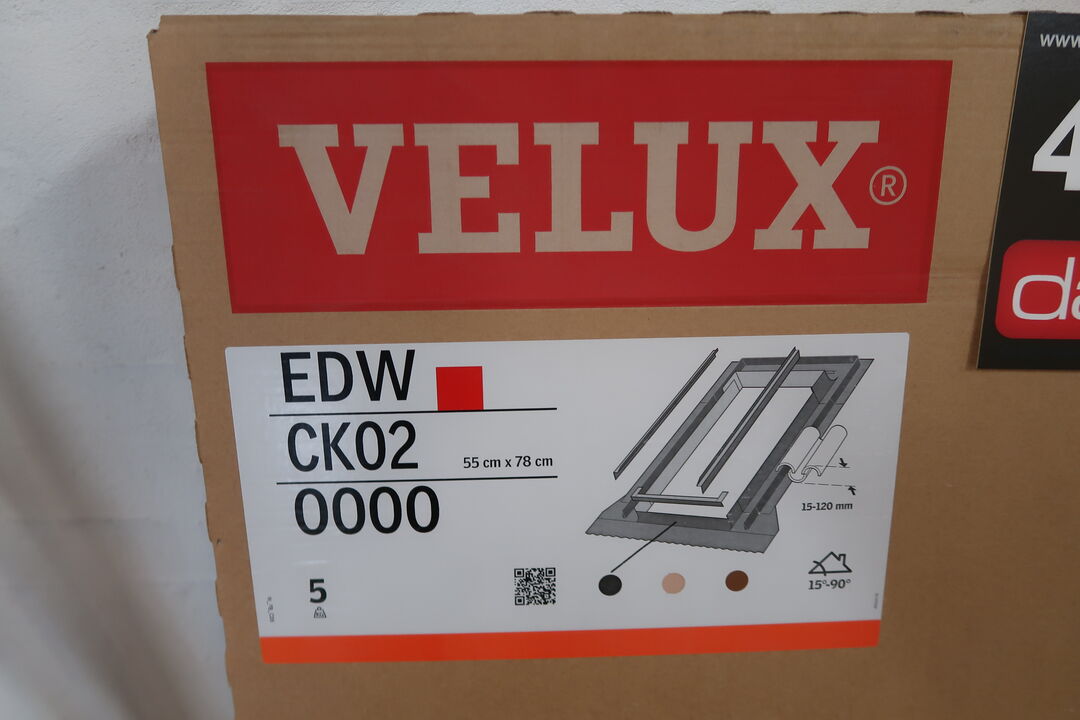 www
4
VELUX®
da
EDW
CK02
55 cm x 78 cm
0000
15-120 mm
5
15°-90°